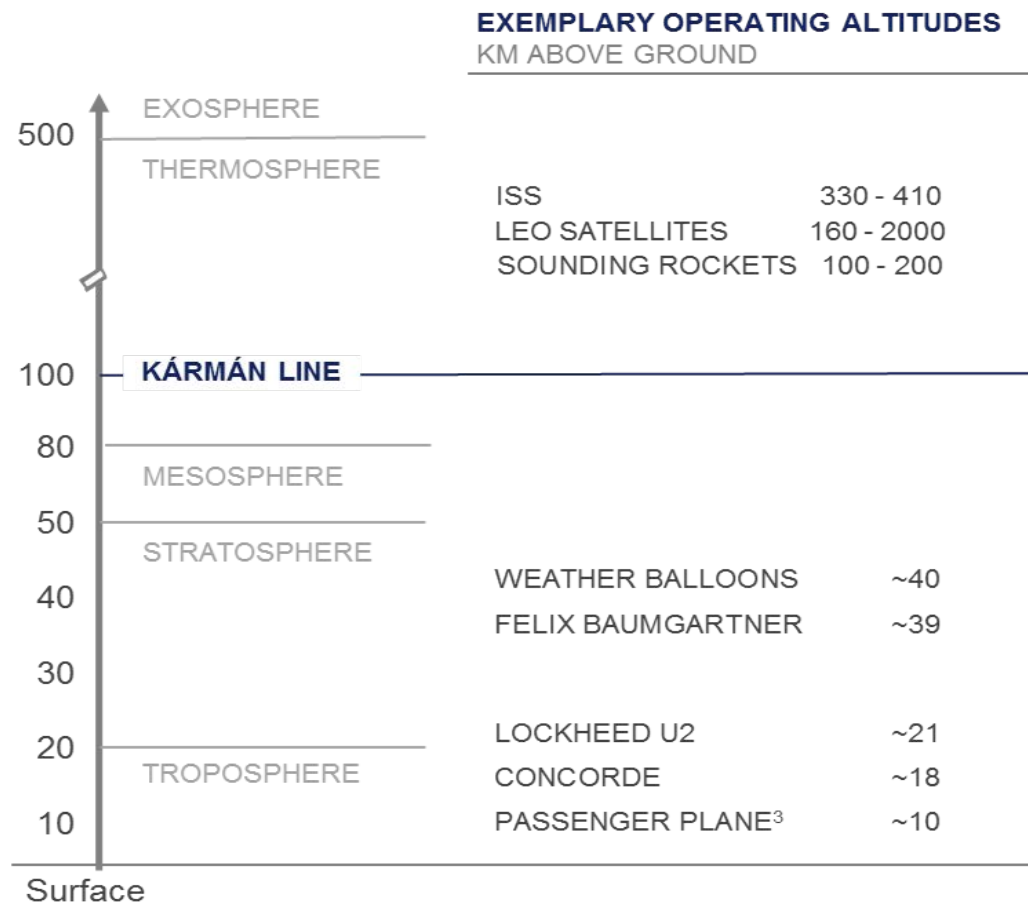 EXEMPLARY OPERATING ALTITUDES
KM ABOVE GROUND
EXOSPHERE
500
THERMOSPHERE
ISS 330 - 410
LEO SATELLITES 160 - 2000
SOUNDING ROCKETS 100 - 200
100 KÁRMÁN LINE
80
MESOSPHERE
50
STRATOSPHERE
WEATHER BALLOONS ~40
40
FELIX BAUMGARTNER ~39
30
LOCKHEED U2 ~21
20
TROPOSPHERE
CONCORDE ~18
10
PASSENGER PLANE³ ~10
Surface